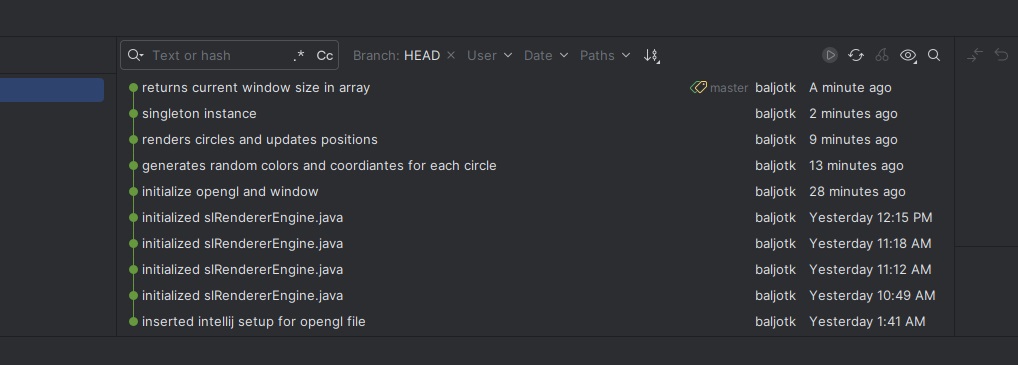 Text or hash .* Cc Branch: HEAD × User Date Paths
returns current window size in array master baljotk A minute ago
singleton instance baljotk 2 minutes ago
renders circles and updates positions baljotk 9 minutes ago
generates random colors and coordiantes for each circle baljotk 13 minutes ago
initialize opengl and window baljotk 28 minutes ago
initialized slRendererEngine.java baljotk Yesterday 12:15 PM
initialized slRendererEngine.java baljotk Yesterday 11:18 AM
initialized slRendererEngine.java baljotk Yesterday 11:12 AM
initialized slRendererEngine.java baljotk Yesterday 10:49 AM
inserted intellij setup for opengl file baljotk Yesterday 1:41 AM